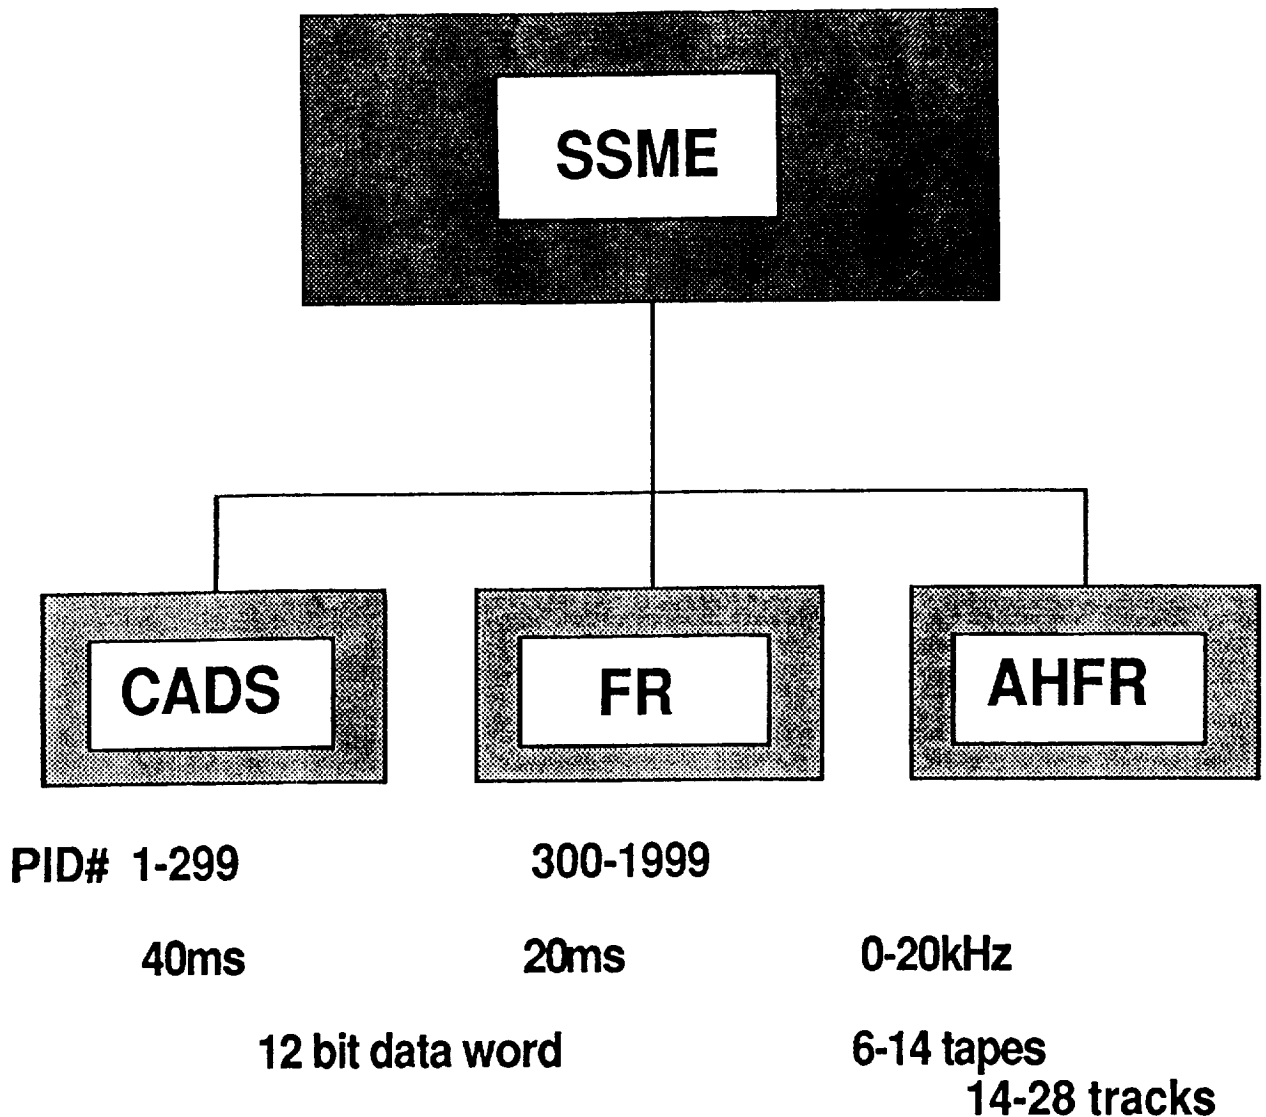 SSME
CADS FR AHFR
PID# 1-299 300-1999
40ms 20ms 0-20kHz
12 bit data word 6-14 tapes
14-28 tracks